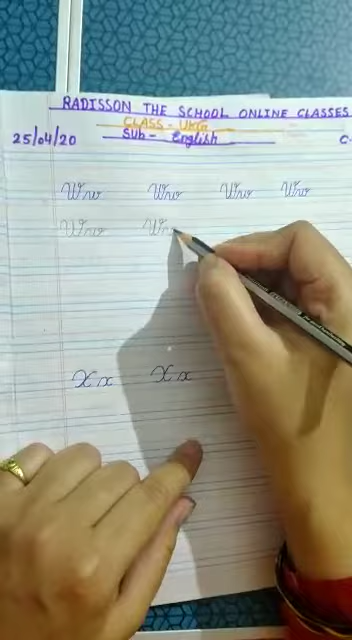 RADISSON THE SCHOOL ONLINE CLASSES
CLASS - UKG
25/04/20 Sub- English
Ww Ww Ww Ww
Ww W
Xx Xx